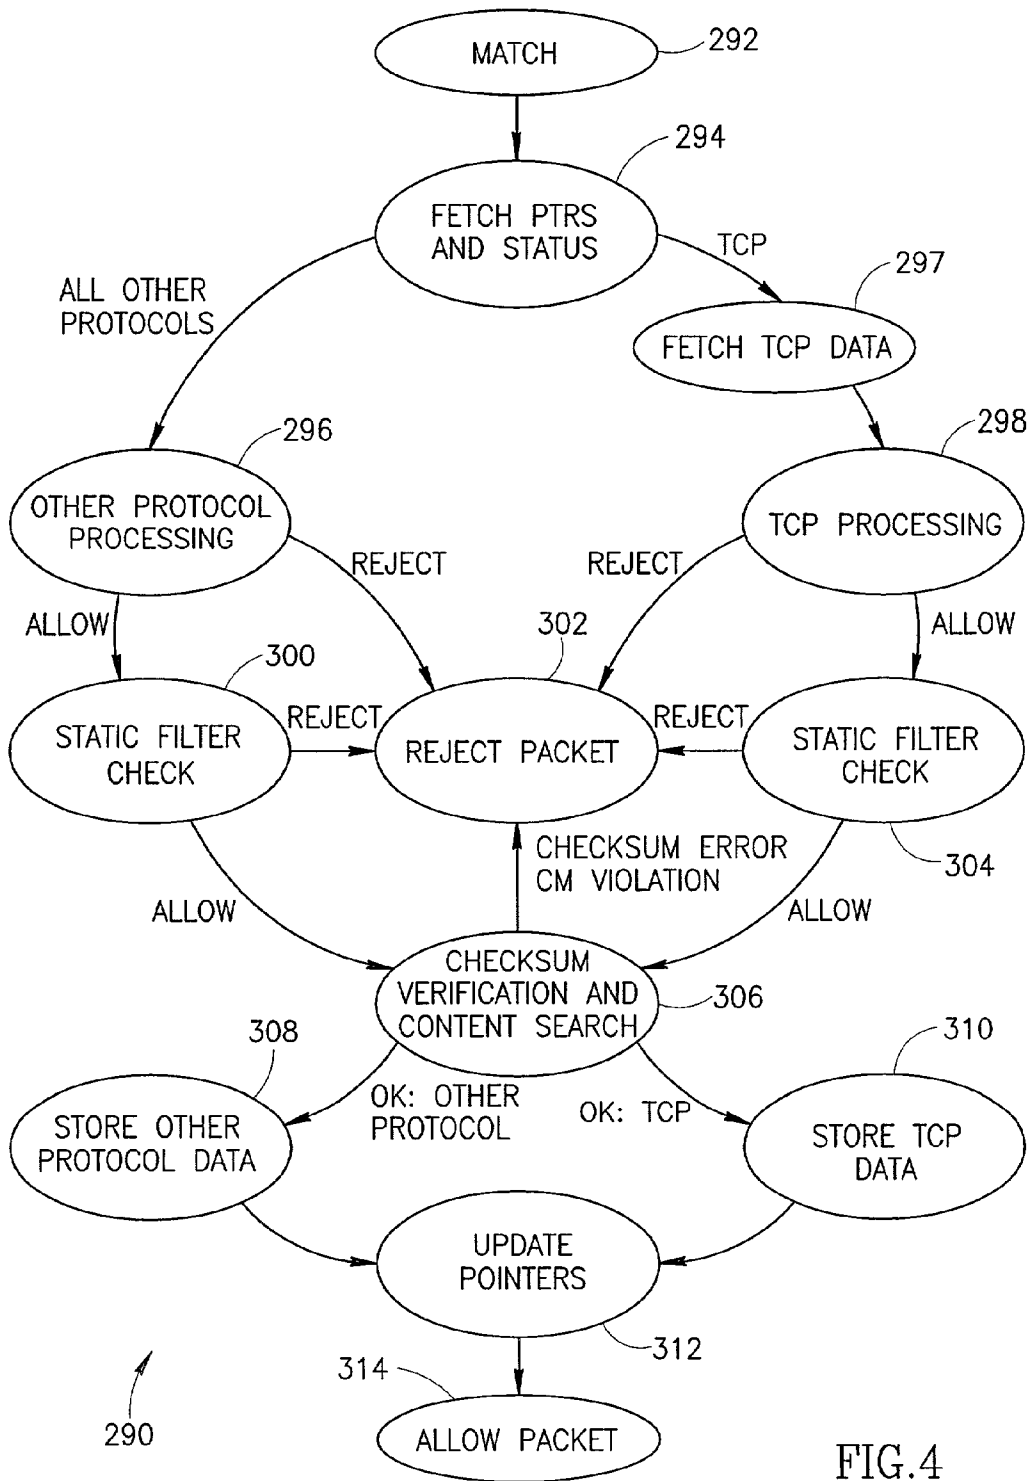 MATCH
292
294
FETCH PTRS
AND STATUS
TCP
297
ALL OTHER
PROTOCOLS
FETCH TCP DATA
296
298
OTHER PROTOCOL
PROCESSING
TCP PROCESSING
REJECT
REJECT
ALLOW
ALLOW
300
302
REJECT
REJECT
STATIC FILTER
CHECK
REJECT PACKET
STATIC FILTER
CHECK
CHECKSUM ERROR
CM VIOLATION
304
ALLOW
ALLOW
CHECKSUM
VERIFICATION AND
CONTENT SEARCH
306
308
310
OK: OTHER
PROTOCOL
OK: TCP
STORE OTHER
PROTOCOL DATA
STORE TCP
DATA
UPDATE
POINTERS
312
314
290
ALLOW PACKET
FIG.4